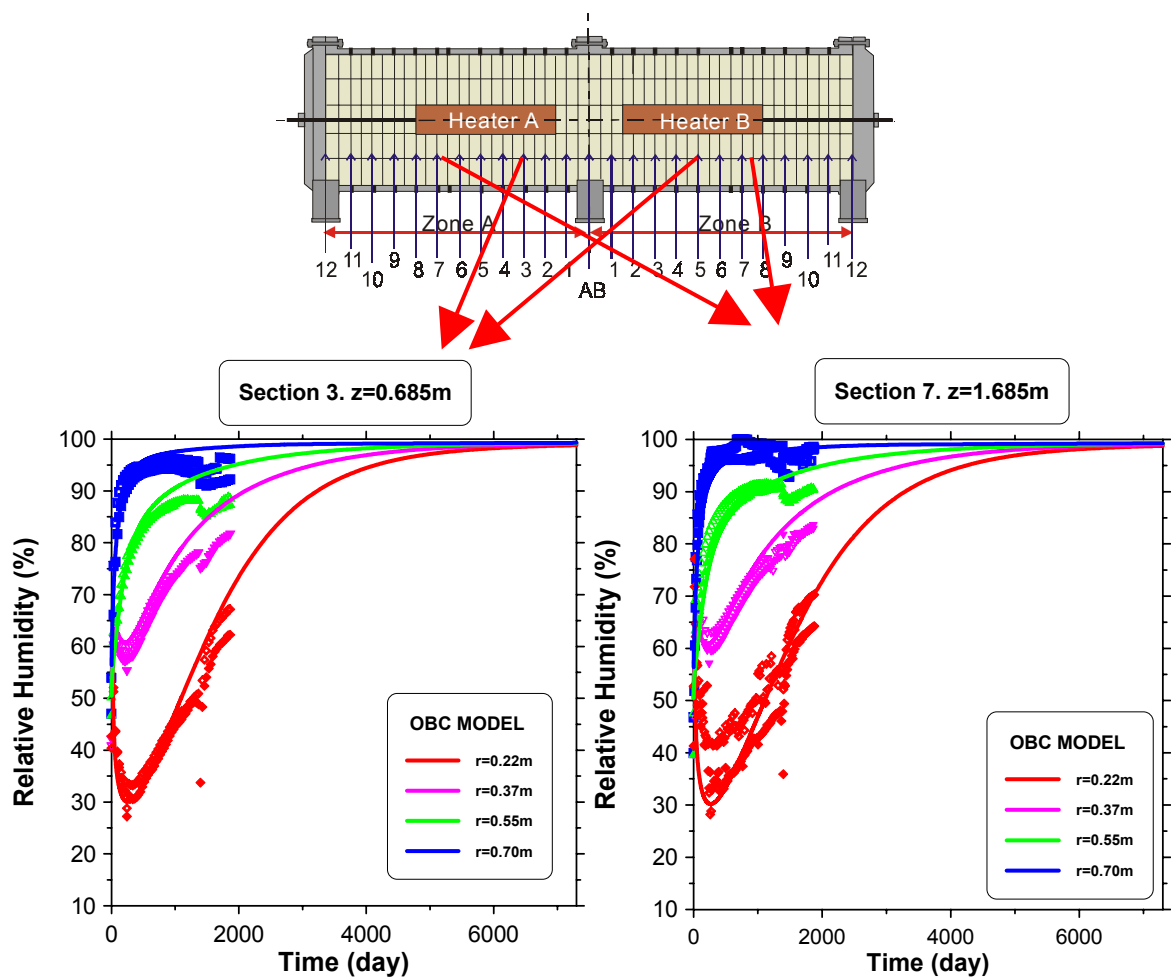 Heater A
Heater B
Zone A
Zone B
12 11 10 9 8 7 6 5 4 3 2 1 AB 1 2 3 4 5 6 7 8 9 10 11 12
Section 3. z=0.685m
100
90
80
70
60
50
40
30
20
10
Relative Humidity (%)
OBC MODEL
r=0.22m
r=0.37m
r=0.55m
r=0.70m
0 2000 4000 6000
Time (day)
Section 7. z=1.685m
100
90
80
70
60
50
40
30
20
10
Relative Humidity (%)
OBC MODEL
r=0.22m
r=0.37m
r=0.55m
r=0.70m
0 2000 4000 6000
Time (day)